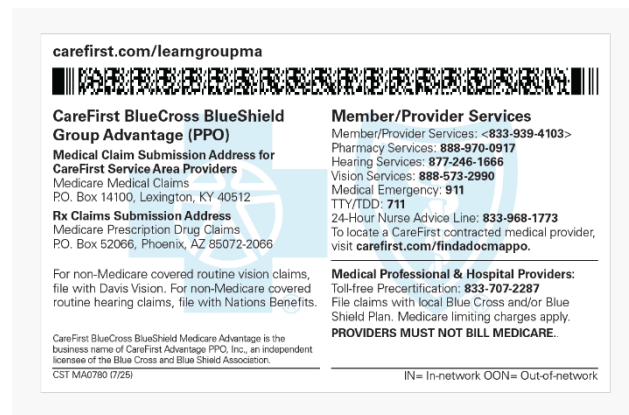 carefirst.com/learngroupma
CareFirst BlueCross BlueShield
Group Advantage (PPO)
Medical Claim Submission Address for
CareFirst Service Area Providers
Medicare Medical Claims
P.O. Box 14100, Lexington, KY 40512
Rx Claims Submission Address
Medicare Prescription Drug Claims
P.O. Box 52066, Phoenix, AZ 85072-2066
For non-Medicare covered routine vision claims,
file with Davis Vision. For non-Medicare covered
routine hearing claims, file with Nations Benefits.
CareFirst BlueCross BlueShield Medicare Advantage is the
business name of CareFirst Advantage PPO, Inc., an independent
licensee of the Blue Cross and Blue Shield Association.
CST MA0780 (7/25)
Member/Provider Services
Member/Provider Services: <833-939-4103>
Pharmacy Services: 888-970-0917
Hearing Services: 877-246-1666
Vision Services: 888-573-2990
Medical Emergency: 911
TTY/TDD: 711
24-Hour Nurse Advice Line: 833-968-1773
To locate a CareFirst contracted medical provider,
visit carefirst.com/findadocmappo.
Medical Professional & Hospital Providers:
Toll-free Precertification: 833-707-2287
File claims with local Blue Cross and/or Blue
Shield Plan. Medicare limiting charges apply.
PROVIDERS MUST NOT BILL MEDICARE..
IN= In-network OON= Out-of-network
®